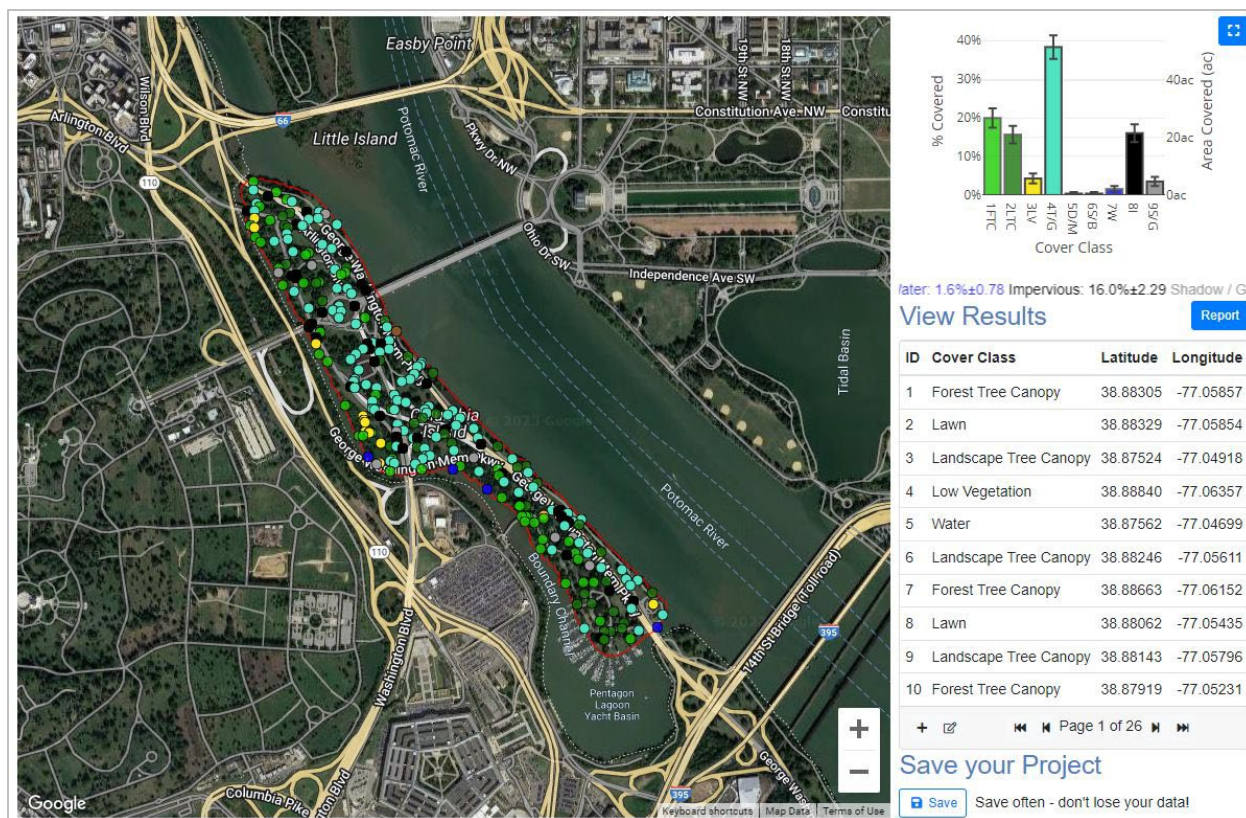 Easby Point
19th St NW
18th St NW
Constitution Ave. NW
Constitu
Wilson Blvd
Arlington Blvd
66
Little Island
Potomac River
Pkwy Dr NW
110
Ohio Dr SW
Independence Ave SW
Tidal Basin
Columbia
Island
Potomac River
110
Boundary Channel
Washington Blvd
14th St Bridge (Tollroad)
395
Pentagon
Lagoon
Yacht Basin
George Wash
Columbia Pike
395
+
−
Google
Keyboard shortcuts
Map Data
Terms of Use
40%
30%
20%
10%
0%
% Covered
40ac
20ac
0ac
Area Covered (ac)
1FTC
2LTC
3LV
4T/G
5D/M
6S/B
7W
8I
9S/G
Cover Class
/ater: 1.6%±0.78 Impervious: 16.0%±2.29 Shadow / G
View Results
Report
ID Cover Class Latitude Longitude
1 Forest Tree Canopy 38.88305 -77.05857
2 Lawn 38.88329 -77.05854
3 Landscape Tree Canopy 38.87524 -77.04918
4 Low Vegetation 38.88840 -77.06357
5 Water 38.87562 -77.04699
6 Landscape Tree Canopy 38.88246 -77.05611
7 Forest Tree Canopy 38.88663 -77.06152
8 Lawn 38.88062 -77.05435
9 Landscape Tree Canopy 38.88143 -77.05796
10 Forest Tree Canopy 38.87919 -77.05231
Page 1 of 26
Save your Project
Save
Save often - don't lose your data!